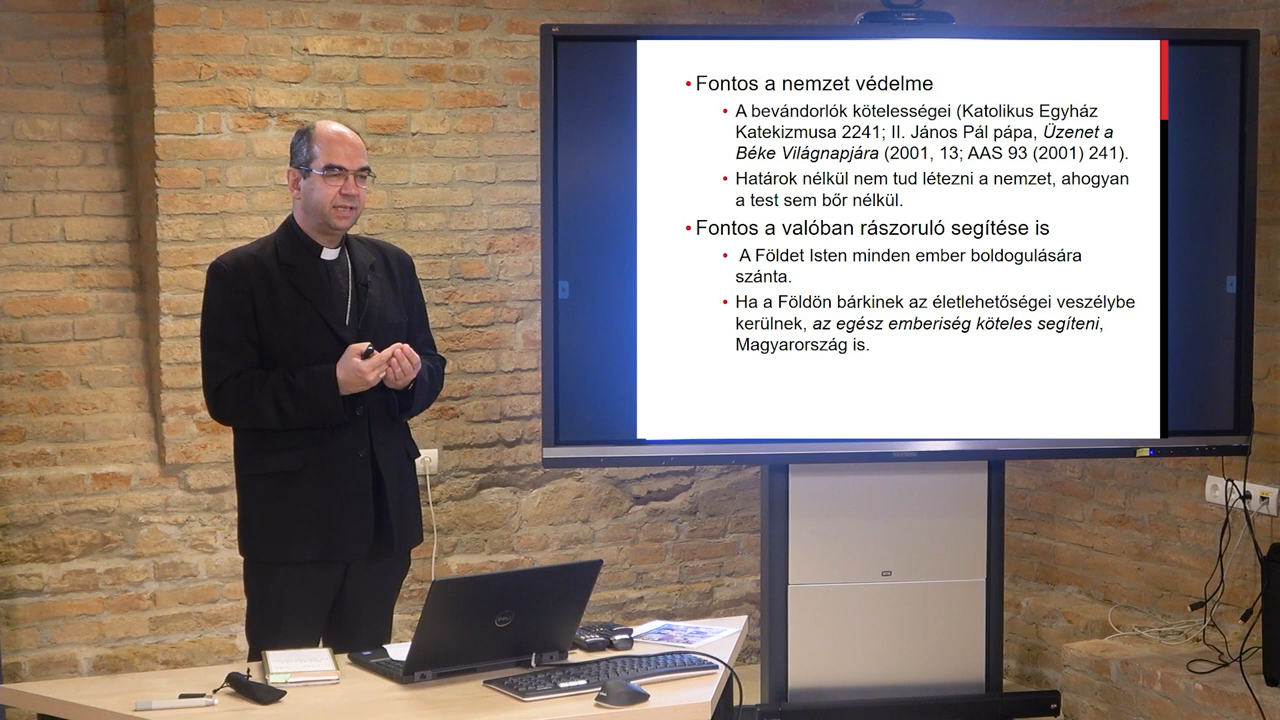 • Fontos a nemzet védelme
• A bevándorlók kötelességei (Katolikus Egyház
Katekizmusa 2241; II. János Pál pápa, Üzenet a
Béke Világnapjára (2001, 13; AAS 93 (2001) 241).
• Határok nélkül nem tud létezni a nemzet, ahogyan
a test sem bőr nélkül.
• Fontos a valóban rászoruló segítése is
• A Földet Isten minden ember boldogulására
szánta.
• Ha a Földön bárkinek az életlehetőségei veszélybe
kerülnek, az egész emberiség köteles segíteni,
Magyarország is.
DELL